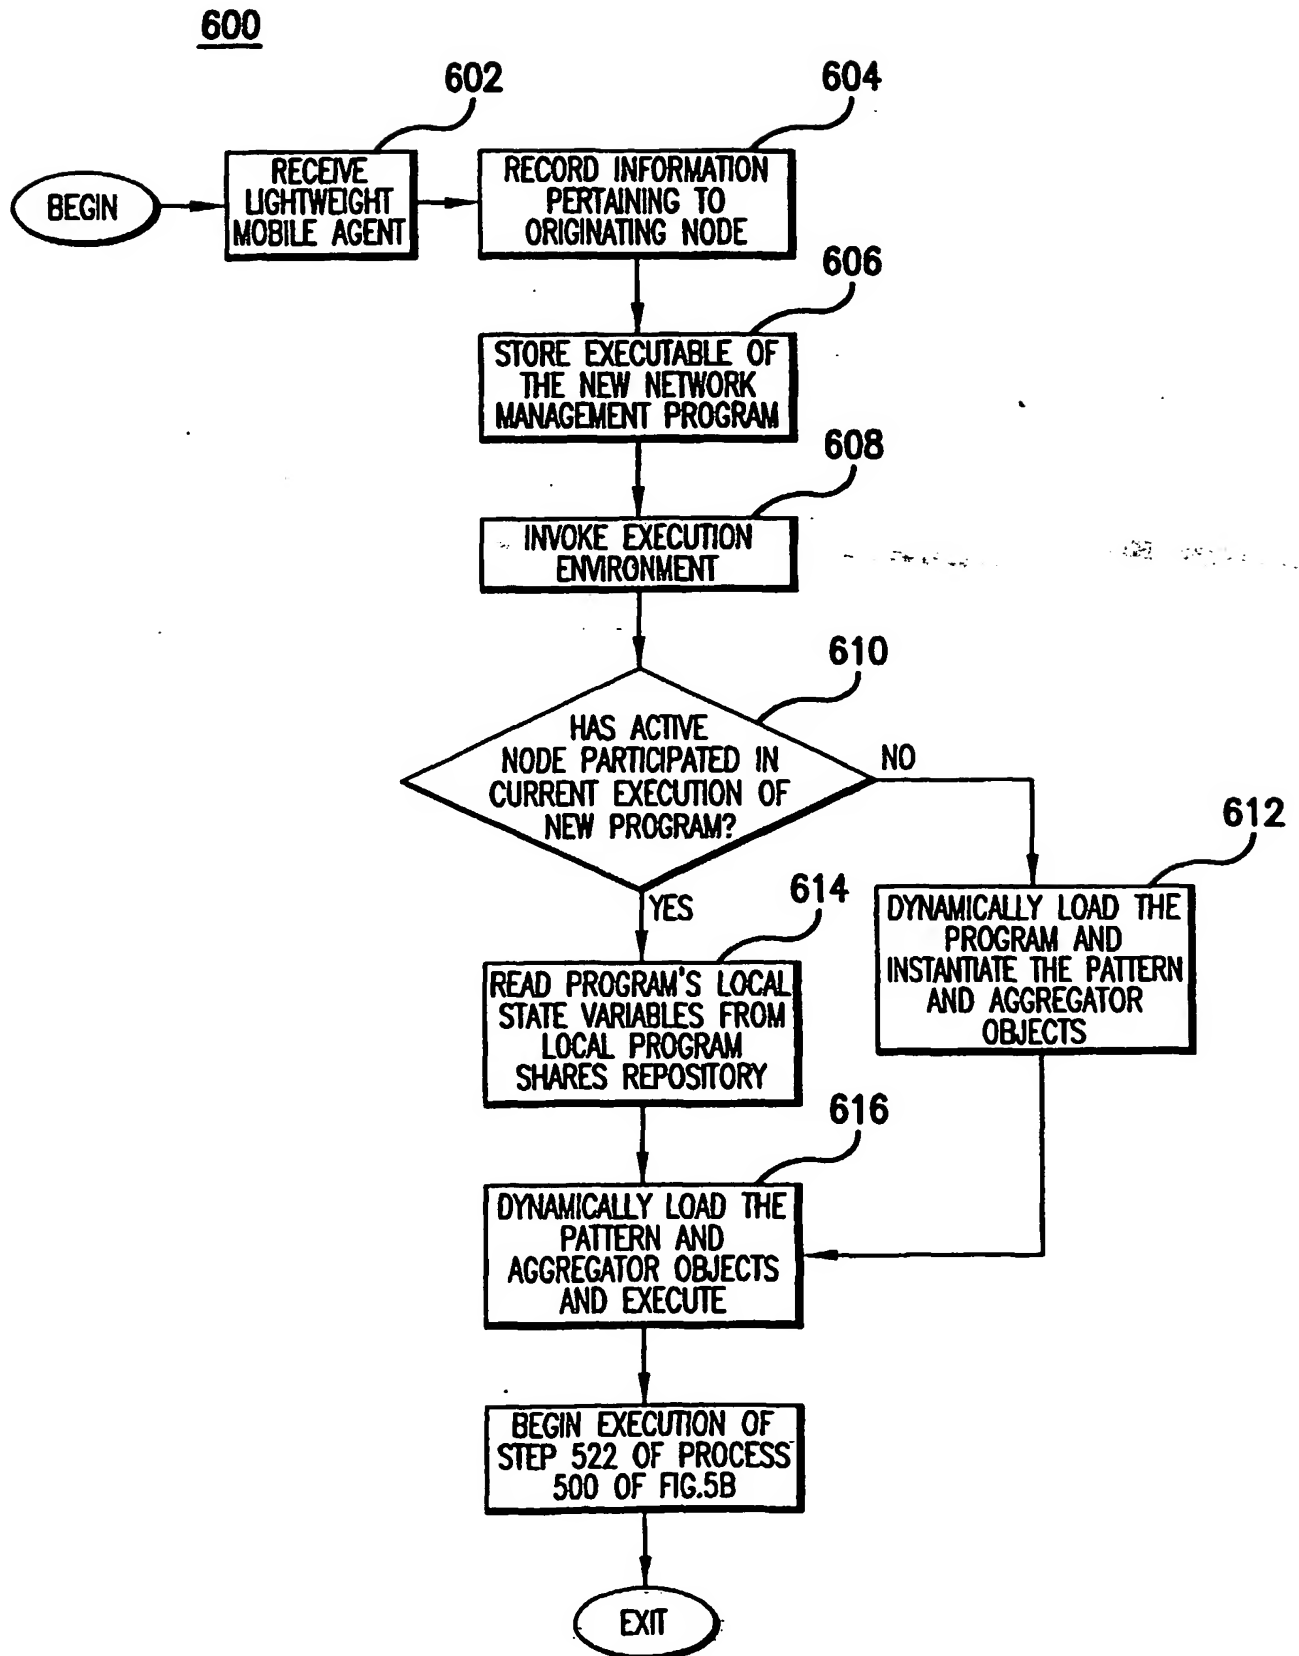 600
602
604
BEGIN
RECEIVE
LIGHTWEIGHT
MOBILE AGENT
RECORD INFORMATION
PERTAINING TO
ORIGINATING NODE
606
STORE EXECUTABLE OF
THE NEW NETWORK
MANAGEMENT PROGRAM
608
INVOKE EXECUTION
ENVIRONMENT
610
HAS ACTIVE
NODE PARTICIPATED IN
CURRENT EXECUTION OF
NEW PROGRAM?
NO
612
DYNAMICALLY LOAD THE
PROGRAM AND
INSTANTIATE THE PATTERN
AND AGGREGATOR
OBJECTS
YES
614
READ PROGRAM'S LOCAL
STATE VARIABLES FROM
LOCAL PROGRAM
SHARES REPOSITORY
616
DYNAMICALLY LOAD THE
PATTERN AND
AGGREGATOR OBJECTS
AND EXECUTE
BEGIN EXECUTION OF
STEP 522 OF PROCESS
500 OF FIG.5B
EXIT